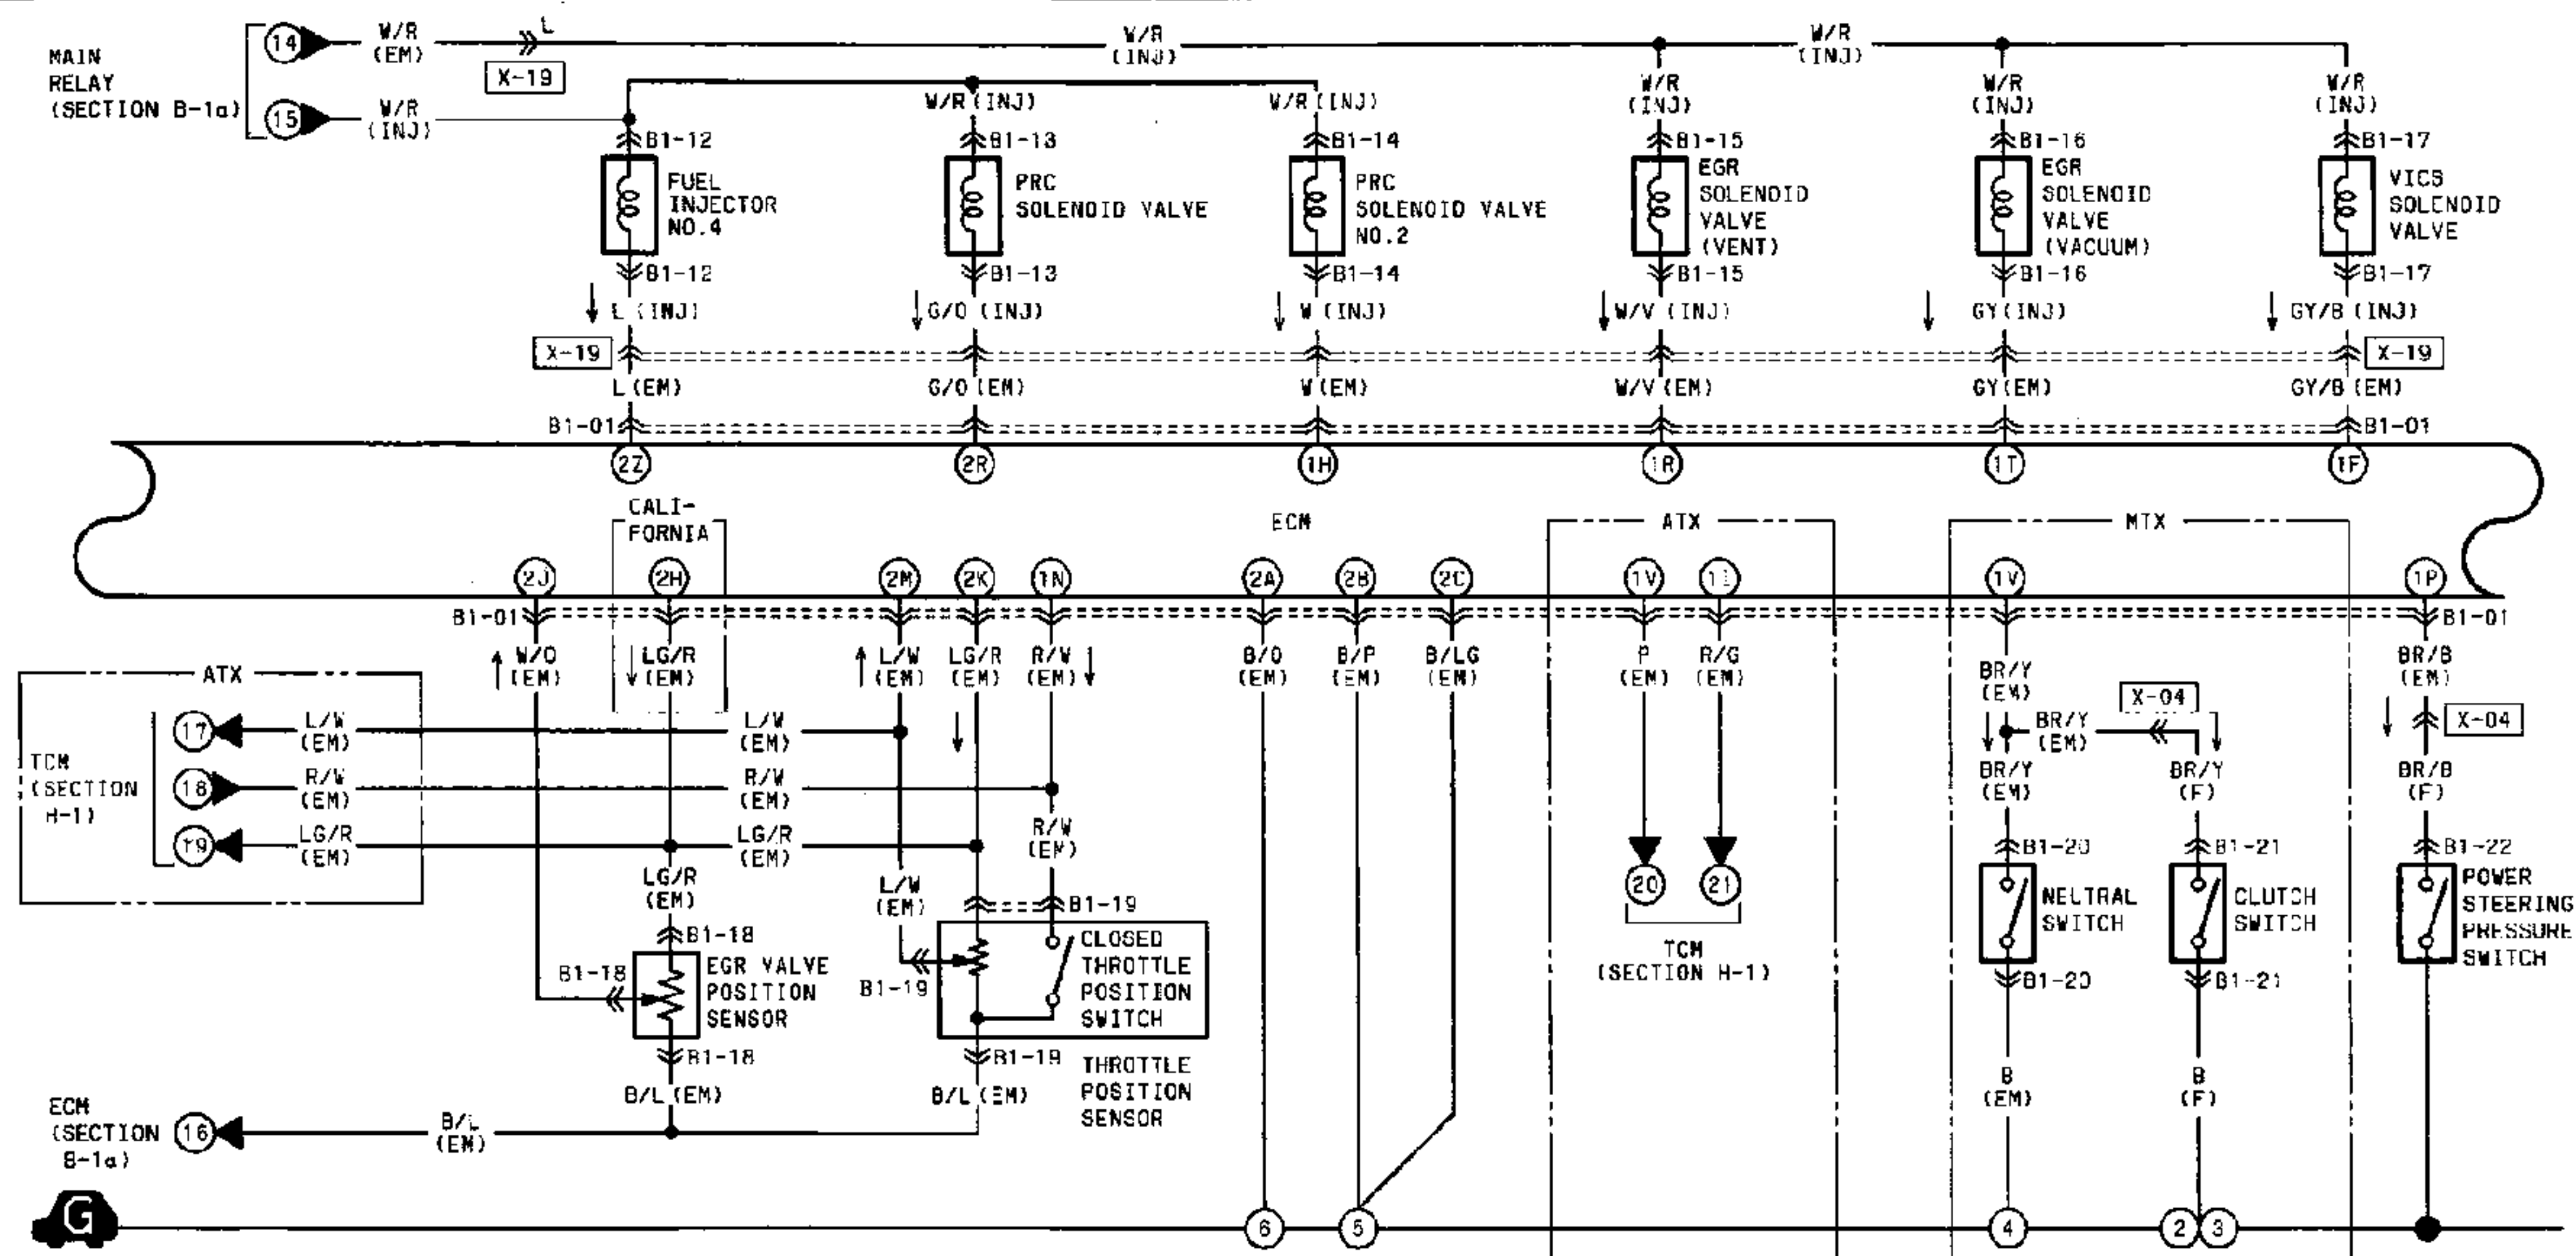 MAIN
RELAY
(SECTION B-1a)
14
W/R
(EM)
L
X-19
W/R
(INJ)
W/R
(INJ)
15
W/R
(INJ)
W/R (INJ)
W/R (INJ)
W/R
(INJ)
W/R
(INJ)
W/R
(INJ)
B1-12
B1-13
B1-14
B1-15
B1-16
B1-17
FUEL
INJECTOR
NO.4
PRC
SOLENOID VALVE
PRC
SOLENOID VALVE
NO.2
EGR
SOLENOID
VALVE
(VENT)
EGR
SOLENOID
VALVE
(VACUUM)
VICS
SOLENOID
VALVE
B1-12
B1-13
B1-14
B1-15
B1-16
B1-17
L (INJ)
G/O (INJ)
W (INJ)
W/V (INJ)
GY (INJ)
GY/B (INJ)
X-19
X-19
L (EM)
G/O (EM)
W (EM)
W/V (EM)
GY (EM)
GY/B (EM)
B1-01
B1-01
2Z
2R
1H
1R
1T
1F
CALI-
FORNIA
ECM
ATX
MTX
2J
2H
2M
2K
1N
2A
2B
2C
1V
1V
1P
B1-01
B1-01
W/O
(EM)
LG/R
(EM)
L/W
(EM)
LG/R
(EM)
R/W
(EM)
B/O
(EM)
B/P
(EM)
B/LG
(EM)
P
(EM)
R/G
(EM)
BR/Y
(EM)
BR/B
(EM)
X-04
X-04
ATX
TCM
(SECTION
H-1)
17
L/W
(EM)
L/W
(EM)
BR/Y
(EM)
18
R/W
(EM)
R/W
(EM)
BR/Y
(EM)
BR/Y
(F)
BR/B
(F)
19
LG/R
(EM)
LG/R
(EM)
R/W
(EM)
B1-20
B1-21
B1-22
LG/R
(EM)
L/W
(EM)
B1-19
20
21
NEUTRAL
SWITCH
CLUTCH
SWITCH
POWER
STEERING
PRESSURE
SWITCH
TCM
(SECTION H-1)
B1-18
B1-18
EGR VALVE
POSITION
SENSOR
B1-19
CLOSED
THROTTLE
POSITION
SWITCH
B1-20
B1-21
B1-18
B1-19
THROTTLE
POSITION
SENSOR
B/L (EM)
B/L (EM)
B
(EM)
B
(F)
ECM
(SECTION
B-1a)
16
B/L
(EM)
G
6
5
4
2
3